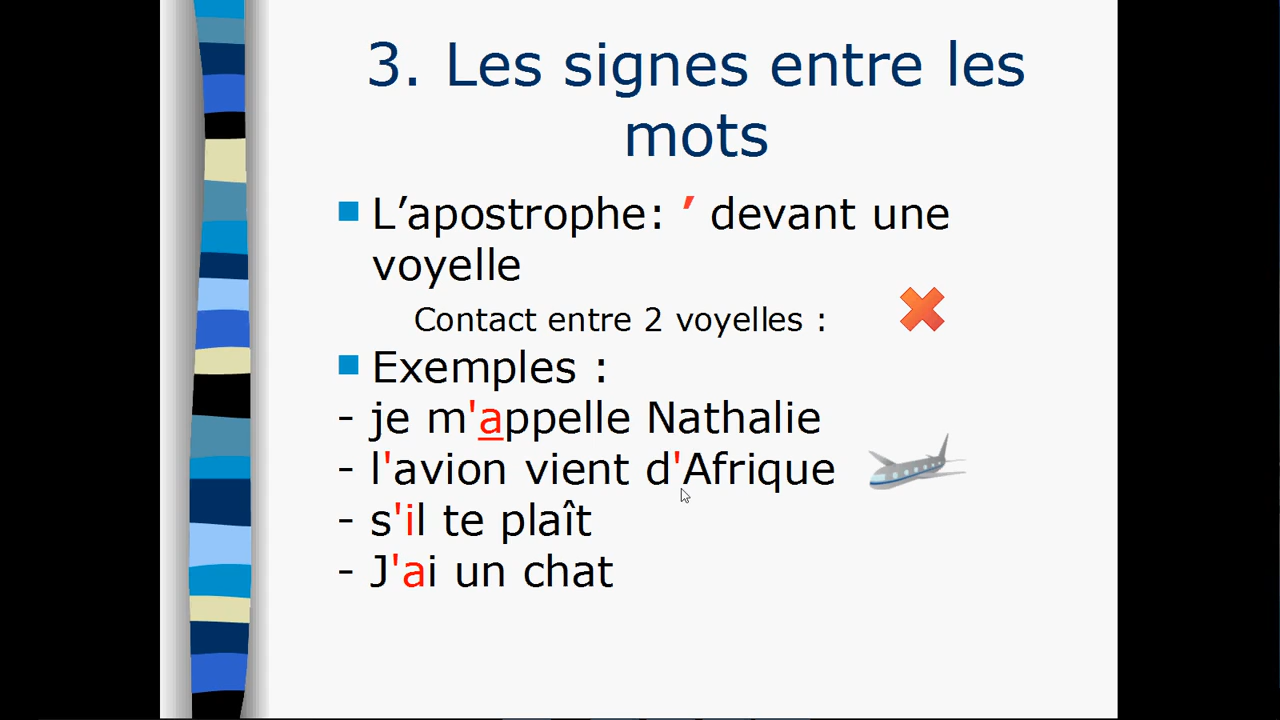 3. Les signes entre les
mots
L’apostrophe: ’ devant une
voyelle
Contact entre 2 voyelles :
Exemples :
- je m'appelle Nathalie
- l'avion vient d'Afrique
- s'il te plaît
- J'ai un chat